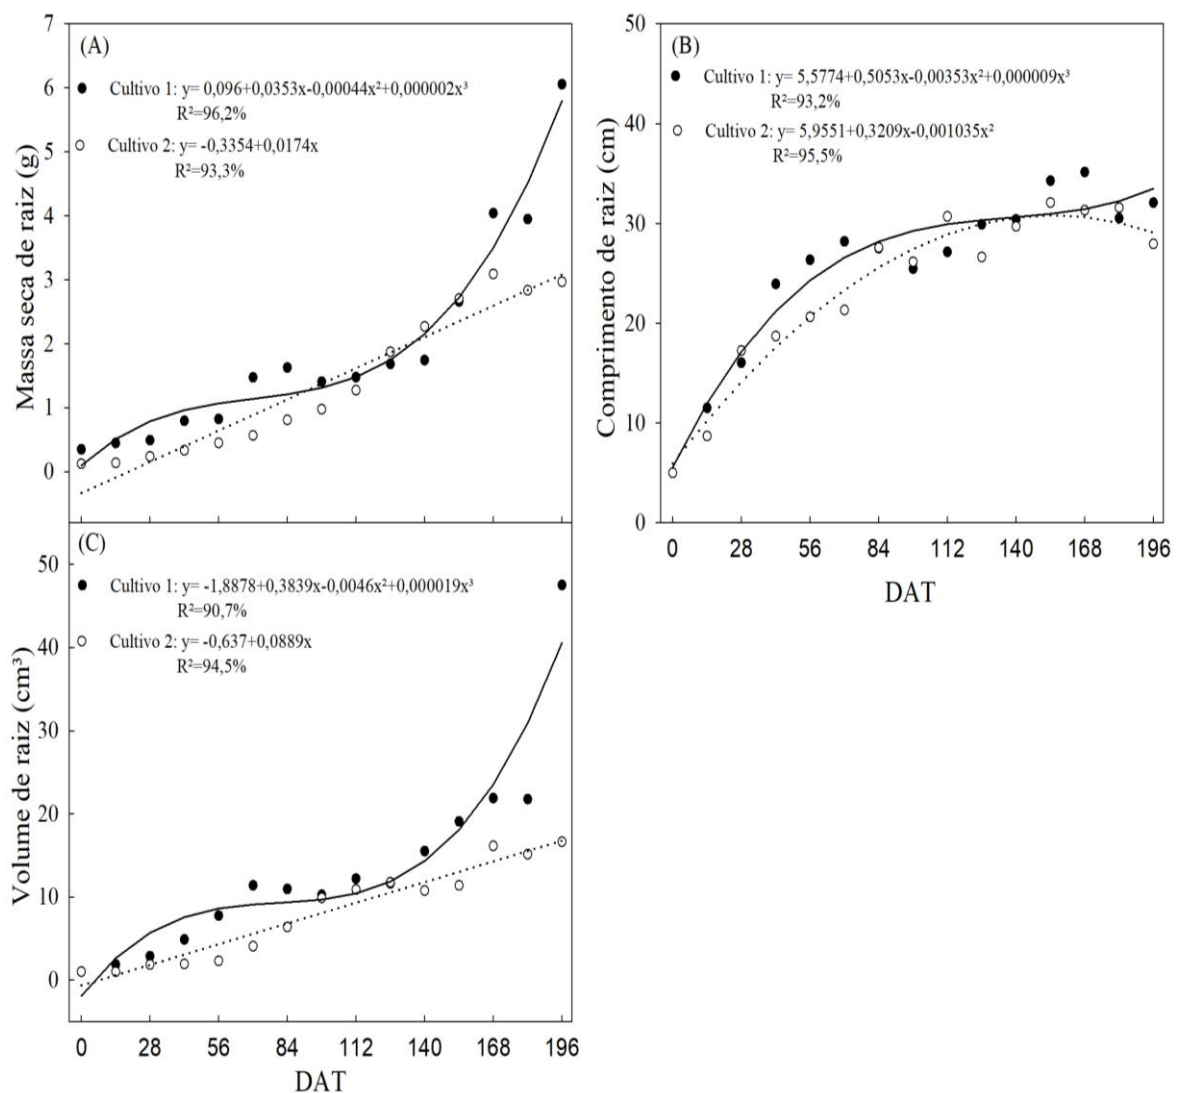 (A)
Cultivo 1: y= 0,096+0,0353x-0,00044x²+0,000002x³
R²=96,2%
Cultivo 2: y= -0,3354+0,0174x
R²=93,3%
Massa seca de raiz (g)
7
6
5
4
3
2
1
0
(B)
Cultivo 1: y= 5,5774+0,5053x-0,00353x²+0,000009x³
R²=93,2%
Cultivo 2: y= 5,9551+0,3209x-0,001035x²
R²=95,5%
Comprimento de raiz (cm)
50
40
30
20
10
0
0 28 56 84 112 140 168 196
DAT
(C)
Cultivo 1: y= -1,8878+0,3839x-0,0046x²+0,000019x³
R²=90,7%
Cultivo 2: y= -0,637+0,0889x
R²=94,5%
Volume de raiz (cm³)
50
40
30
20
10
0
0 28 56 84 112 140 168 196
DAT